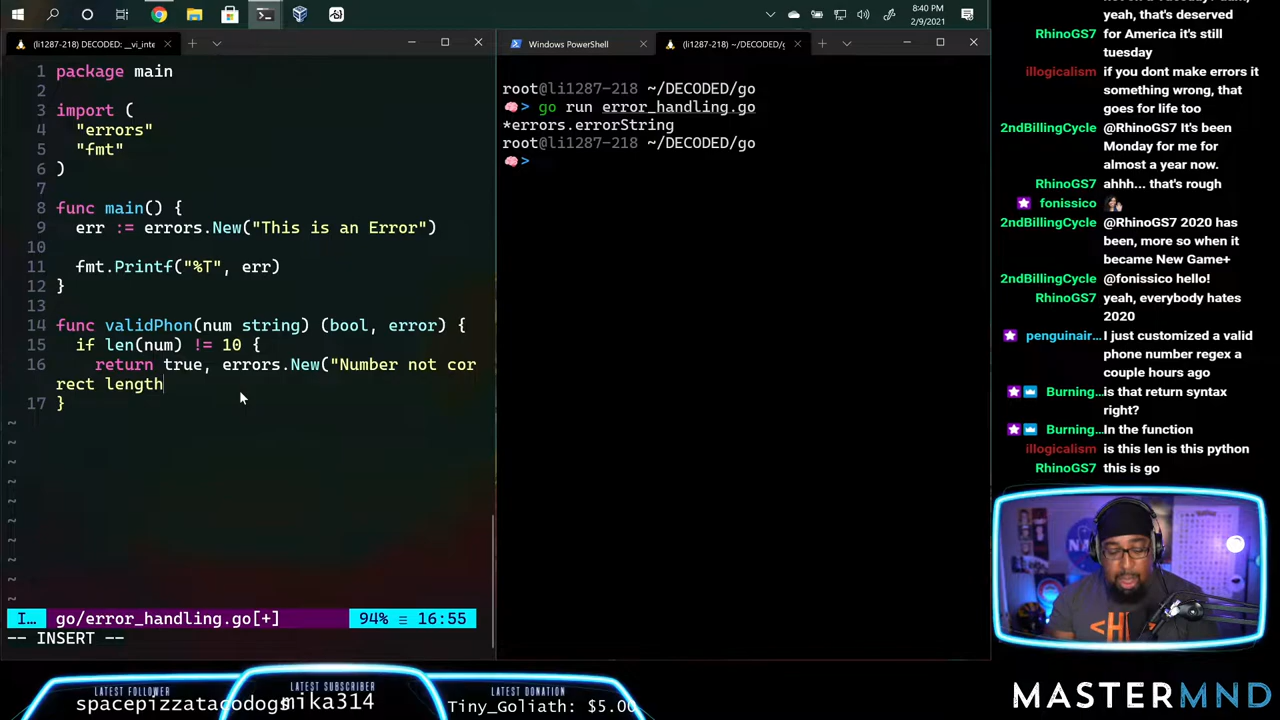 8:40 PM
2/9/2021
(li1287-218) DECODED: __vi_inte
Windows PowerShell
(li1287-218) ~/DECODED/g
1 package main
2
3 import (
4 "errors"
5 "fmt"
6 )
7
8 func main() {
9 err := errors.New("This is an Error")
10
11 fmt.Printf("%T", err)
12 }
13
14 func validPhon(num string) (bool, error) {
15 if len(num) != 10 {
16 return true, errors.New("Number not cor
rect length
17 }
~
~
~
~
~
~
~
~
~
~
I… go/error_handling.go[+] 94% ≡ 16:55
-- INSERT --
root@li1287-218 ~/DECODED/go
> go run error_handling.go
*errors.errorString
root@li1287-218 ~/DECODED/go
>
yeah, that's deserved
RhinoGS7 for America it's still
tuesday
illogicalism if you dont make errors it
something wrong, that
goes for life too
2ndBillingCycle @RhinoGS7 It's been
Monday for me for
almost a year now.
RhinoGS7 ahhh... that's rough
fonissico
2ndBillingCycle @RhinoGS7 2020 has
been, more so when it
became New Game+
2ndBillingCycle @fonissico hello!
RhinoGS7 yeah, everybody hates
2020
penguinair... I just customized a valid
phone number regex a
couple hours ago
Burning... is that return syntax
right?
Burning... In the function
illogicalism is this len is this python
RhinoGS7 this is go
NA
<H
LATEST FOLLOWER
spacepizzatacodogs
LATEST SUBSCRIBER
mika314
LATEST DONATION
Tiny_Goliath: $5.00
MASTERMND